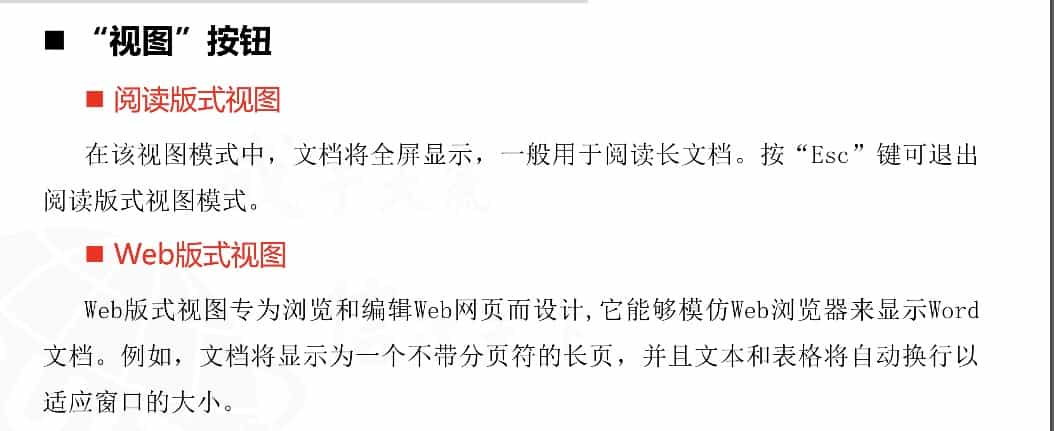 ■ “视图”按钮
■ 阅读版式视图
在该视图模式中，文档将全屏显示，一般用于阅读长文档。按“Esc”键可退出
阅读版式视图模式。
■ Web版式视图
Web版式视图专为浏览和编辑Web网页而设计,它能够模仿Web浏览器来显示Word
文档。例如，文档将显示为一个不带分页符的长页，并且文本和表格将自动换行以
适应窗口的大小。